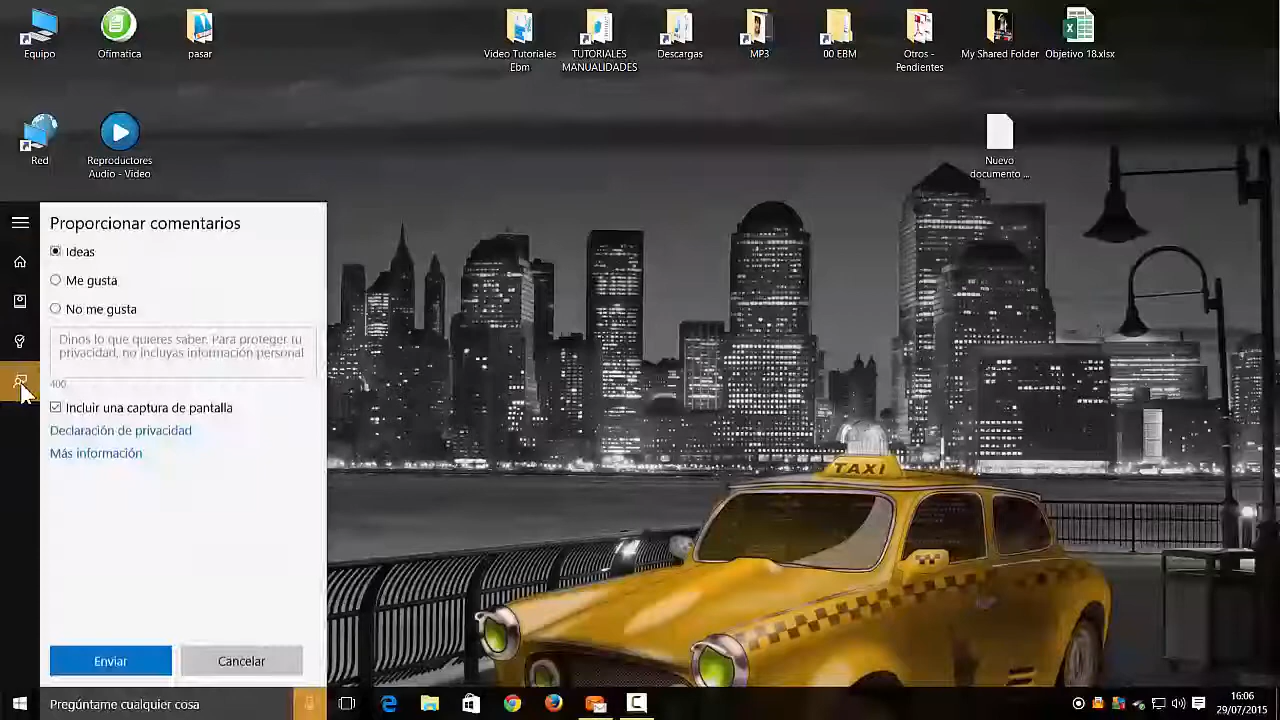 Equipo
Ofimatica
pasar
Video Tutoriales
Ebm
TUTORIALES
MANUALIDADES
Descargas
MP3
00 EBM
Otros -
Pendientes
My Shared Folder
Objetivo 18.xlsx
Red
Reproductores
Audio - Video
Nuevo
documento ...
Proporcionar comentarios
Ideas
Me gusta
No me gusta
lo que quieres saber. Para proteger
privacidad, no incluyas información personal
400
Incluir una captura de pantalla
Declaración de privacidad
Más información
Enviar
Cancelar
TAXI
Pregúntame cualquier cosa
16:06
29/07/2015